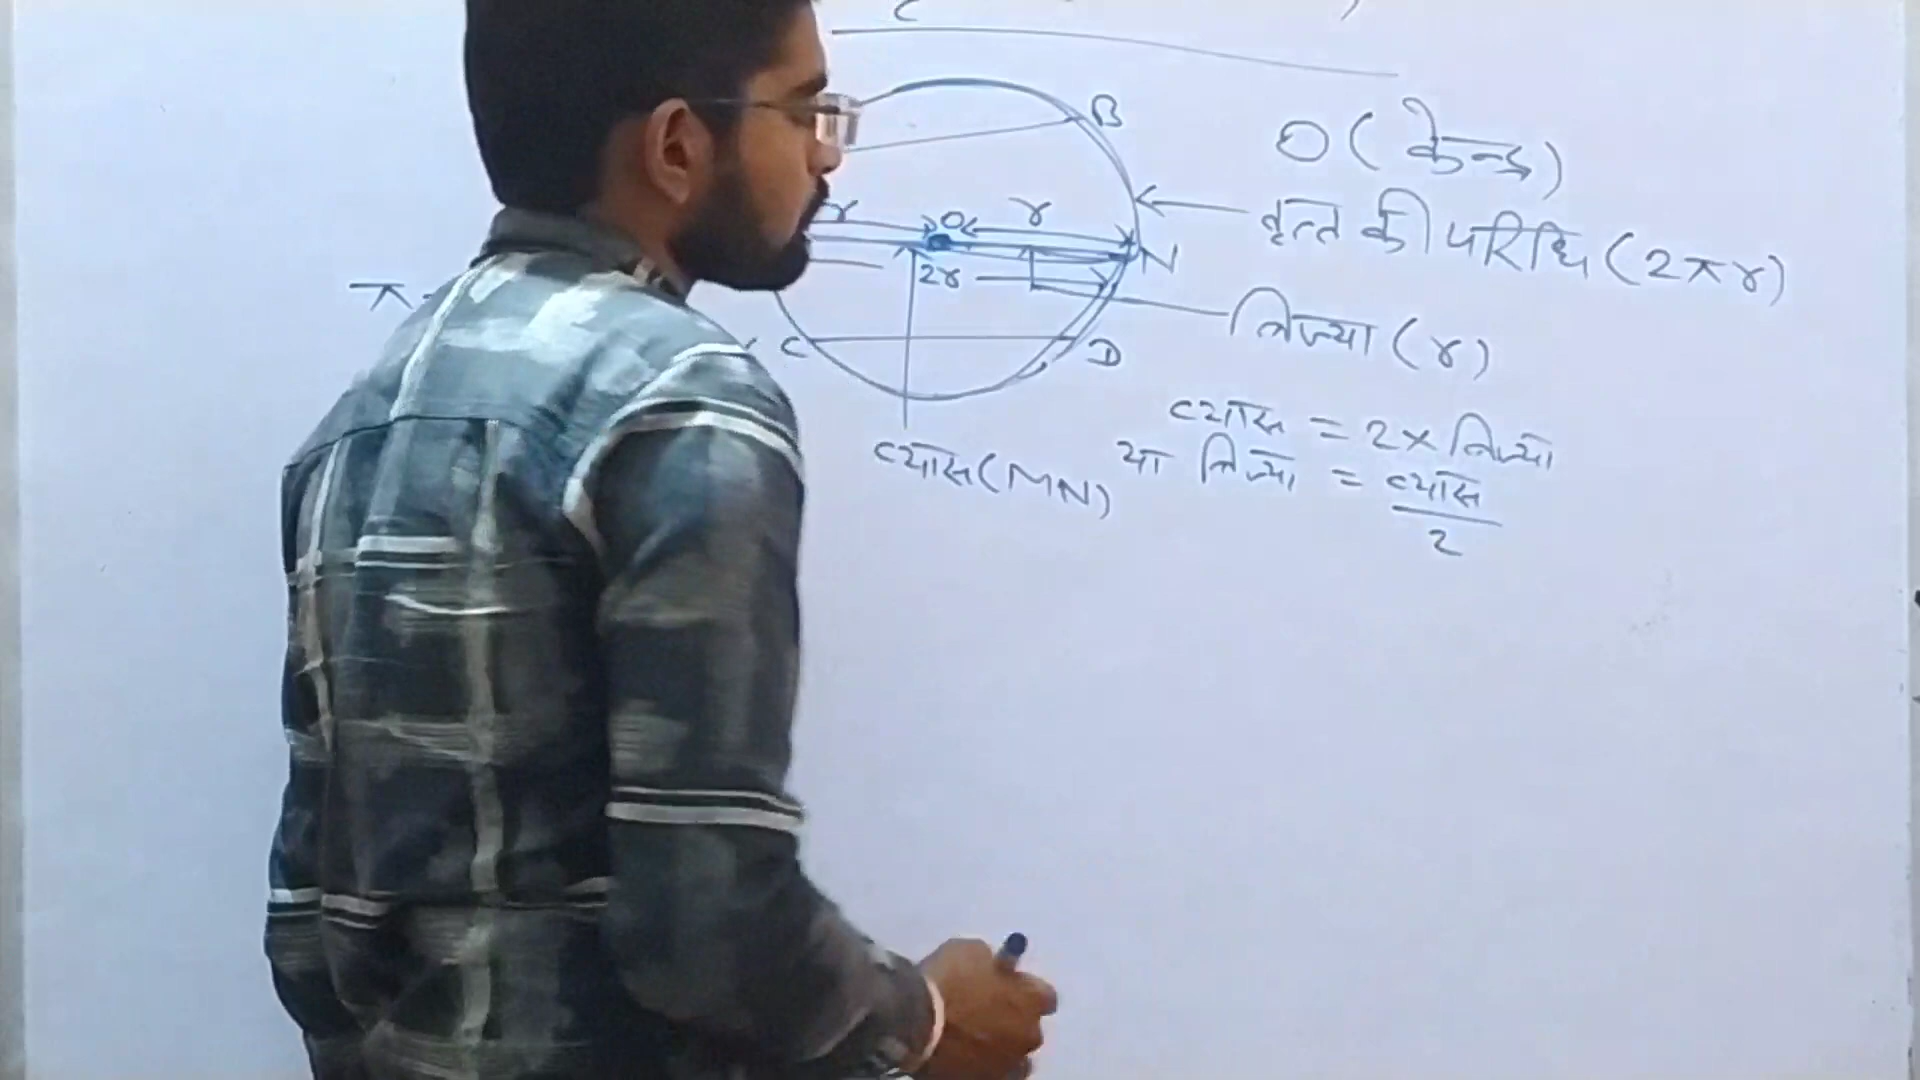 B
O (केन्द्र)
r
O
r
वृत्त की परिधि (2πr)
N
π
2r
त्रिज्या (r)
C
D
व्यास = 2× त्रिज्या
व्यास (MN)
या त्रिज्या = व्यास
2